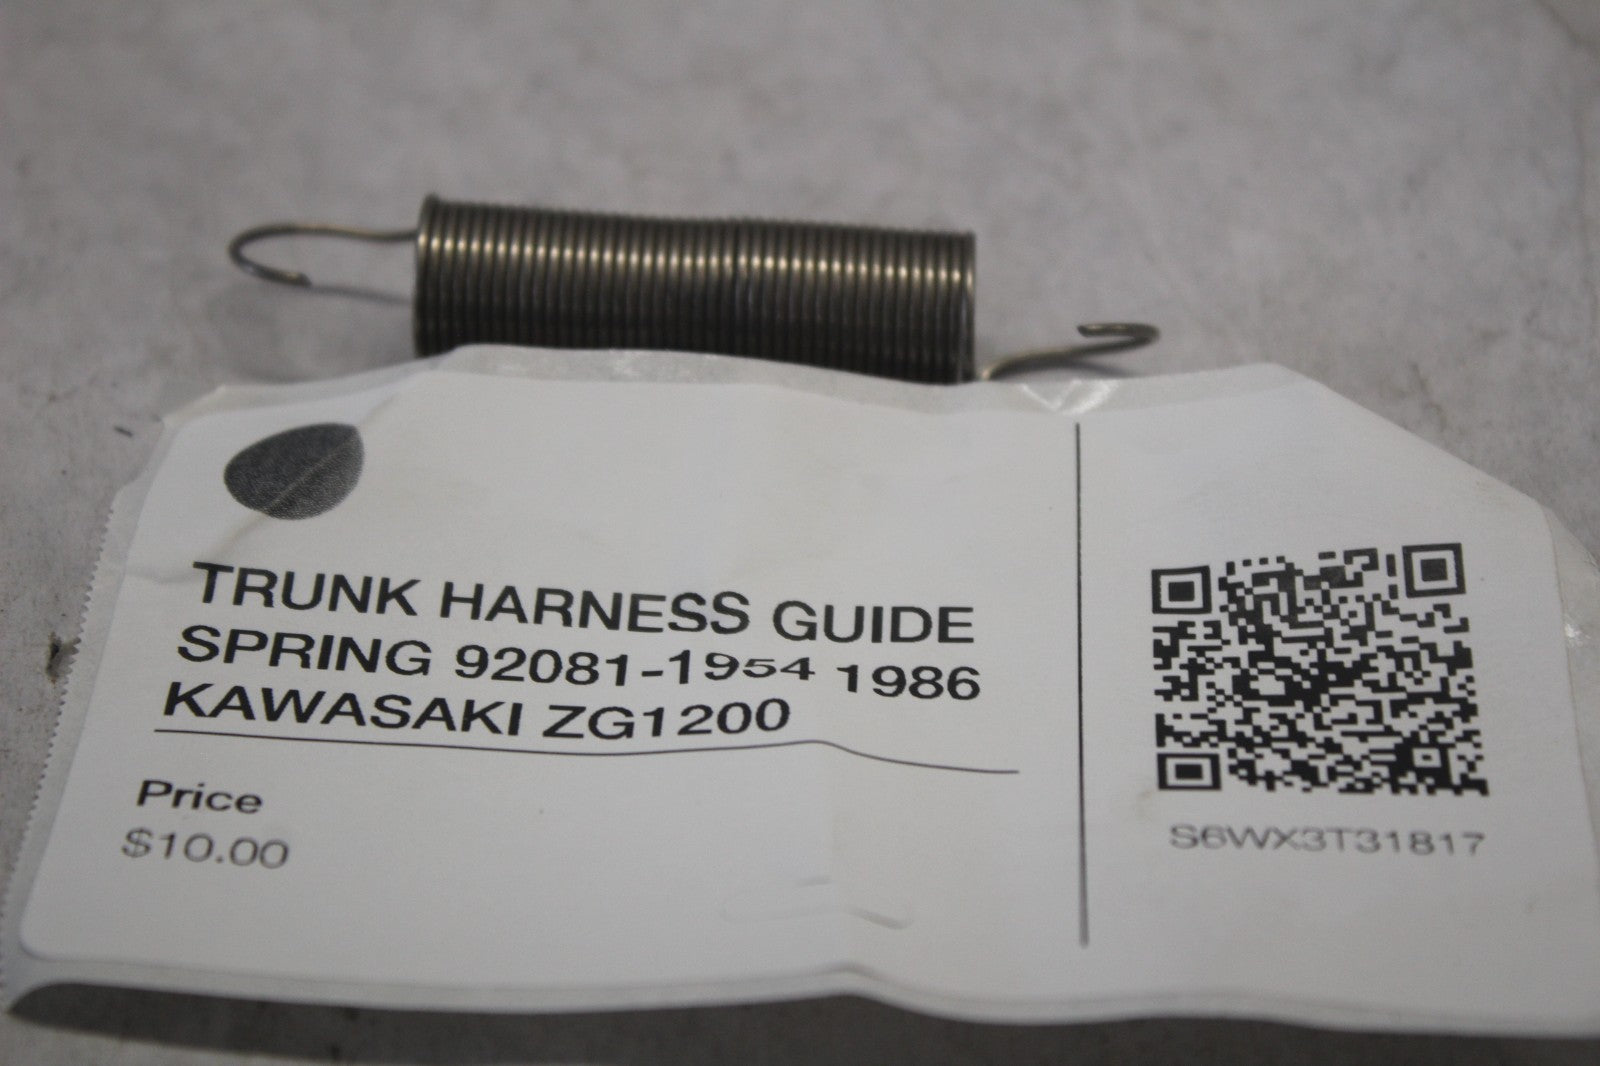 TRUNK HARNESS GUIDE
SPRING 92081-1954 1986
KAWASAKI ZG1200
Price
$10.00
S6WX3T31817